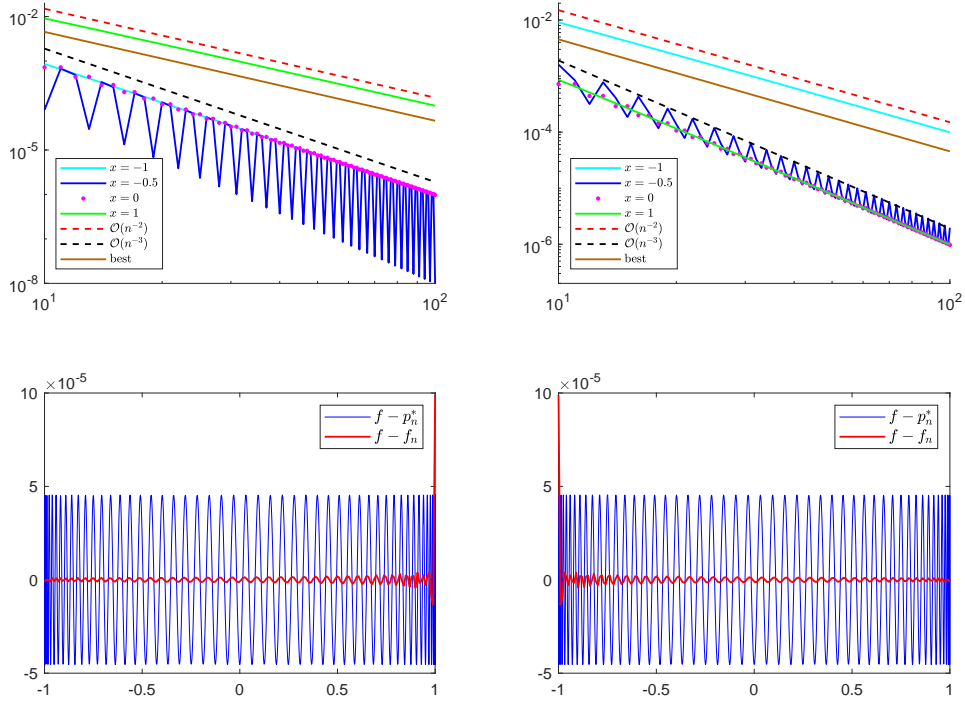 10^-2
10^-5
10^-8
x = −1
x = −0.5
x = 0
x = 1
O(n^−2)
O(n^−3)
best
10^1
10^2
10^-2
10^-4
10^-6
x = −1
x = −0.5
x = 0
x = 1
O(n^−2)
O(n^−3)
best
10^1
10^2
×10^-5
10
5
0
-5
f − p*_n
f − f_n
-1
-0.5
0
0.5
1
×10^-5
10
5
0
-5
f − p*_n
f − f_n
-1
-0.5
0
0.5
1